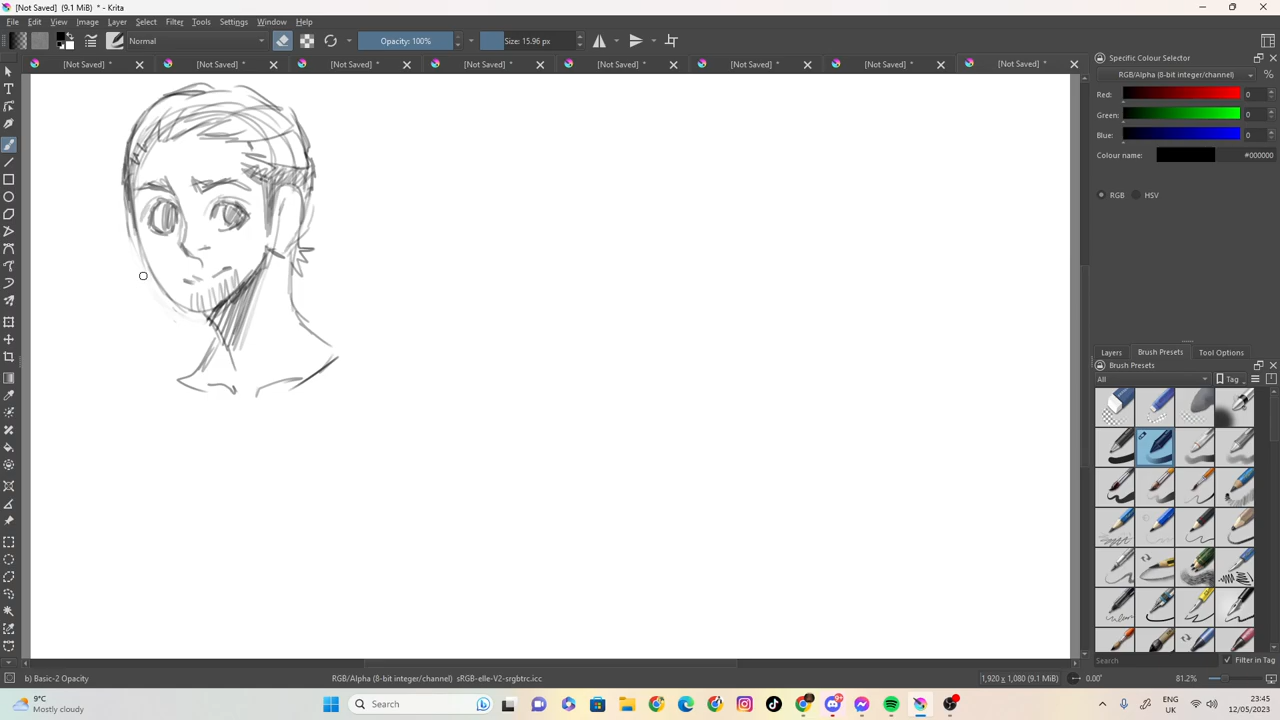 [Not Saved] (9.1 MiB) * - Krita
File Edit View Image Layer Select Filter Tools Settings Window Help
Normal Opacity: 100% Size: 15.96 px
[Not Saved] * [Not Saved] * [Not Saved] * [Not Saved] * [Not Saved] * [Not Saved] * [Not Saved] * [Not Saved] *
Specific Colour Selector
RGB/Alpha (8-bit integer/channel) %
Red: 0
Green: 0
Blue: 0
Colour name: #000000
RGB HSV
Layers Brush Presets Tool Options
Brush Presets
All Tag
Search Filter in Tag
b) Basic-2 Opacity RGB/Alpha (8-bit integer/channel) sRGB-elle-V2-srgbtrc.icc 1,920 x 1,080 (9.1 MiB) 0.00° 81.2%
9°C
Mostly cloudy
Search
ENG
UK
23:45
12/05/2023